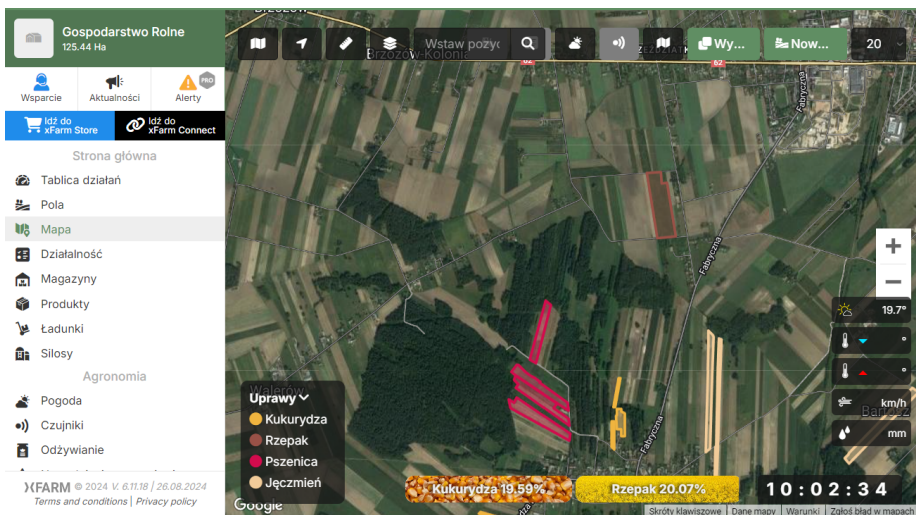 Gospodarstwo Rolne
125.44 Ha
Wsparcie
Aktualności
PRO
Alerty
Idź do
xFarm Store
Idź do
xFarm Connect
Strona główna
Tablica działań
Pola
Mapa
Działalność
Magazyny
Produkty
Ładunki
Silosy
Agronomia
Pogoda
Czujniki
Odżywianie
XFARM © 2024 V. 6.11.18 | 26.08.2024
Terms and conditions | Privacy policy
Brzozów-Kolonia
Wstaw pozyc
62
62
Wy...
Now...
20
Fabryczna
Fabryczna
Fabryczna
19.7°
°
°
km/h
mm
Bartosz
Walerów
Uprawy
Kukurydza
Rzepak
Pszenica
Jęczmień
Kukurydza 19.59%
Rzepak 20.07%
10:02:34
Google
Skróty klawiszowe
Dane mapy
Warunki
Zgłoś błąd w mapach